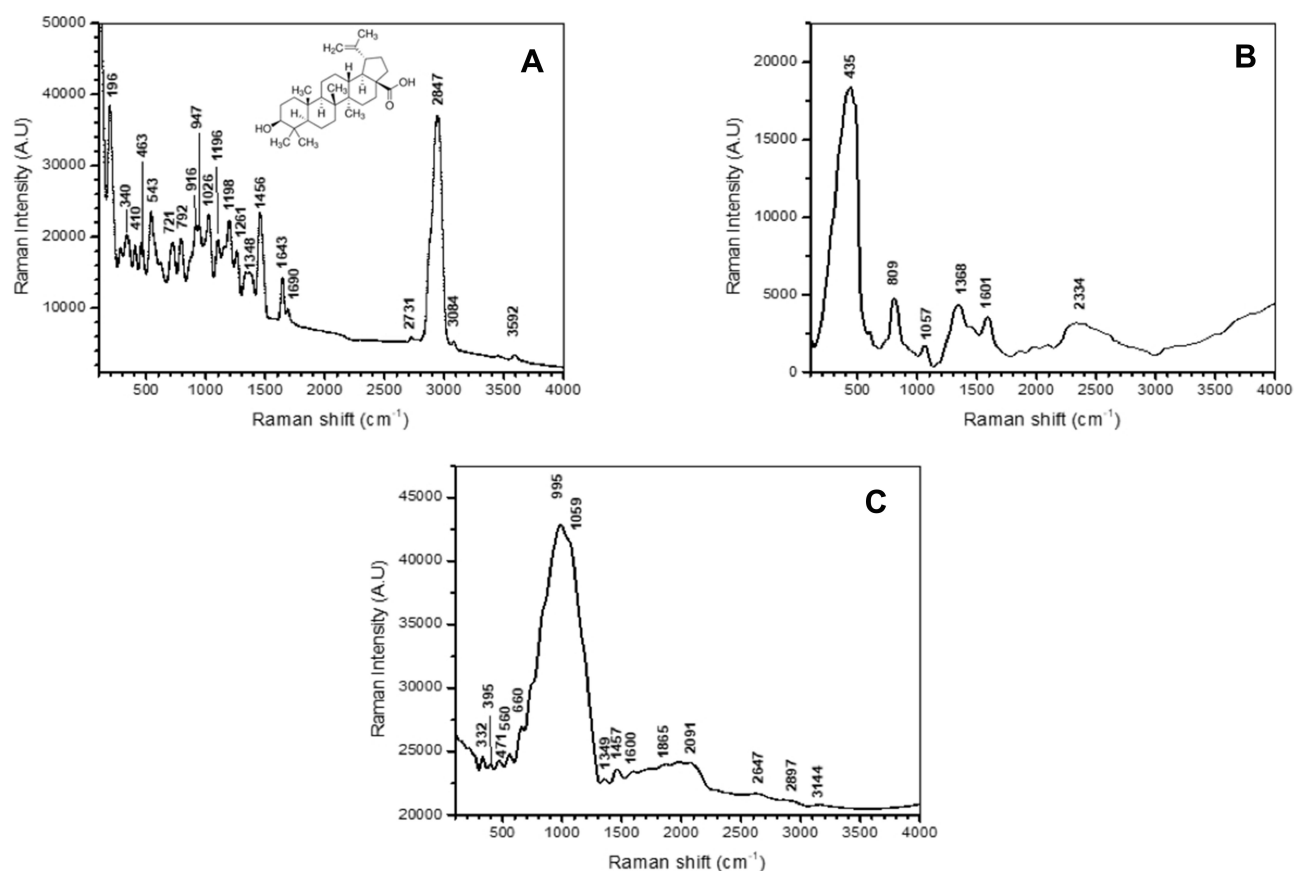 A
50000
40000
30000
20000
10000
Raman Intensity (A.U)
196
340
410
463
543
721
792
916
947
1026
1196
1198
1261
1348
1456
1643
1690
2731
2847
3084
3592
H₂C
CH₃
H
OH
H₃C
CH₃
H
O
H
H
CH₃
HO
H₃C
CH₃
500 1000 1500 2000 2500 3000 3500 4000
Raman shift (cm⁻¹)
B
20000
15000
10000
5000
0
Raman Intensity (A.U)
435
809
1057
1368
1601
2334
500 1000 1500 2000 2500 3000 3500 4000
Raman shift (cm⁻¹)
C
45000
40000
35000
30000
25000
20000
Raman Intensity (A.U)
332
395
471
560
660
995
1059
1349
1457
1600
1865
2091
2647
2897
3144
500 1000 1500 2000 2500 3000 3500 4000
Raman shift (cm⁻¹)